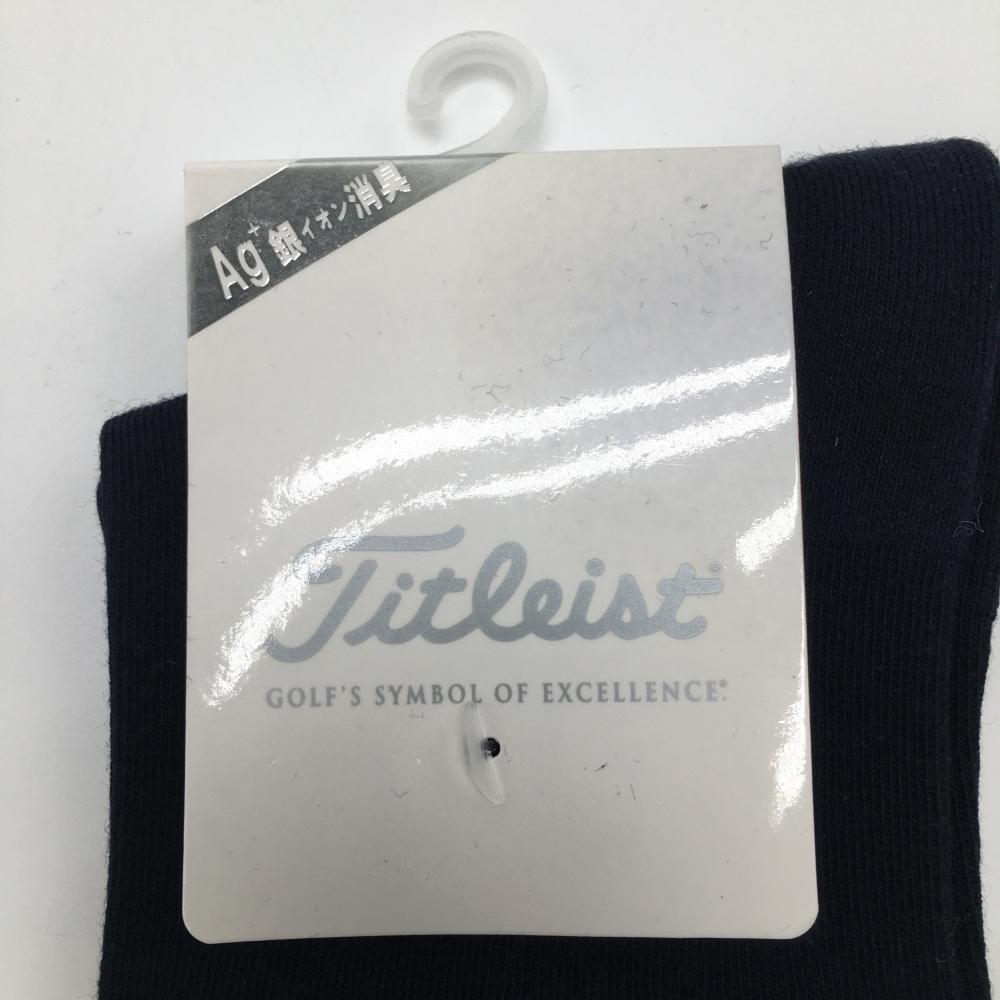 Ag+ 銀イオン消臭
Titleist®
GOLF'S SYMBOL OF EXCELLENCE.®